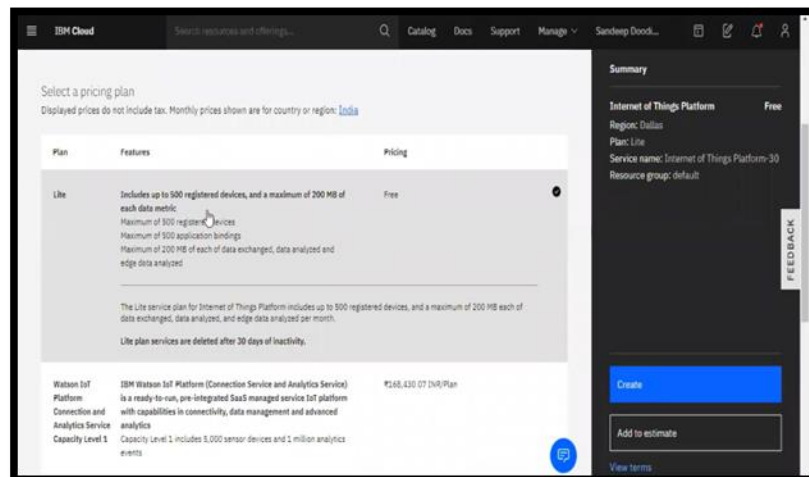 IBM Cloud
Search resources and offerings...
Catalog
Docs
Support
Manage
Sandeep Doodi...
Select a pricing plan
Displayed prices do not include tax. Monthly prices shown are for country or region: India
Plan
Features
Pricing
Lite
Includes up to 500 registered devices, and a maximum of 200 MB of
each data metric
Maximum of 500 registered devices
Maximum of 500 application bindings
Maximum of 200 MB of each of data exchanged, data analyzed and
edge data analyzed
Free
The Lite service plan for Internet of Things Platform includes up to 500 registered devices, and a maximum of 200 MB each of
data exchanged, data analyzed, and edge data analyzed per month.
Lite plan services are deleted after 30 days of inactivity.
Watson IoT
Platform
Connection and
Analytics Service
Capacity Level 1
IBM Watson IoT Platform (Connection Service and Analytics Service)
is a ready-to-run, pre-integrated SaaS managed service IoT platform
with capabilities in connectivity, data management and advanced
analytics
Capacity Level 1 includes 5,000 sensor devices and 1 million analytics
events
₹168,430.07 INR/Plan
Summary
Internet of Things Platform
Free
Region: Dallas
Plan: Lite
Service name: Internet of Things Platform-30
Resource group: default
FEEDBACK
Create
Add to estimate
View terms